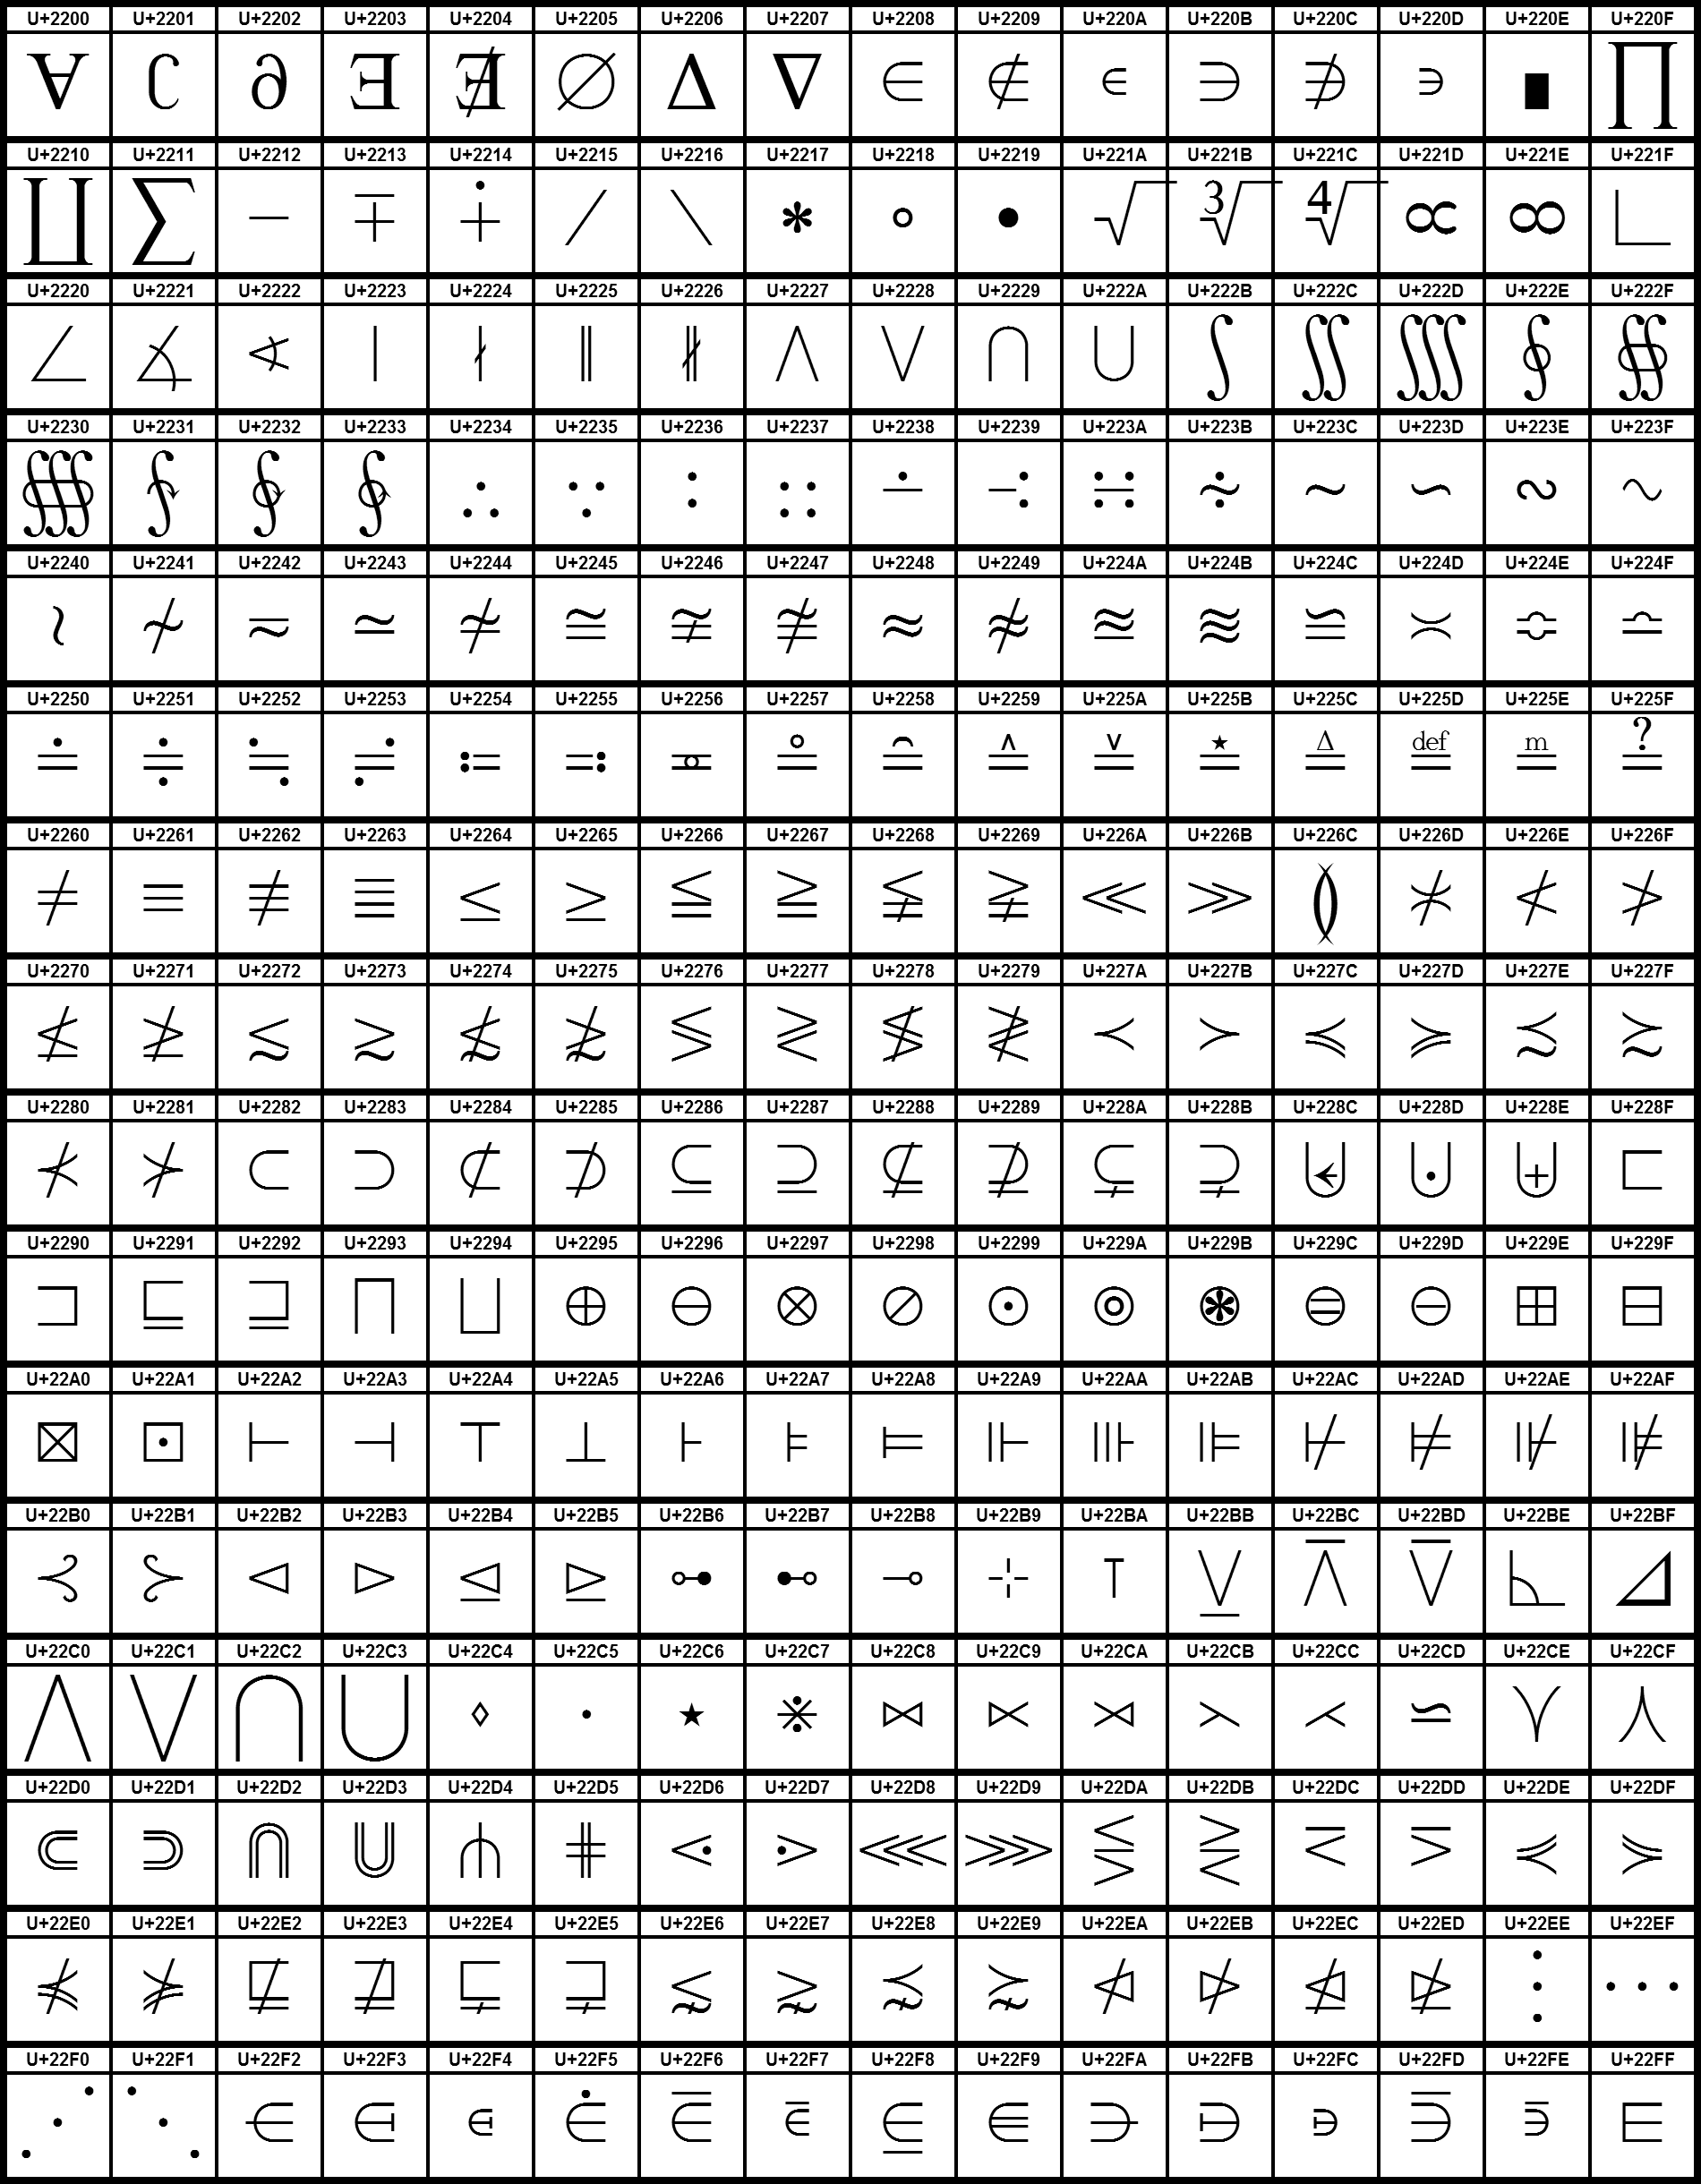 U+2200 U+2201 U+2202 U+2203 U+2204 U+2205 U+2206 U+2207 U+2208 U+2209 U+220A U+220B U+220C U+220D U+220E U+220F
∀ ∁ ∂ ∃ ∄ ∅ ∆ ∇ ∈ ∉ ∊ ∋ ∌ ∍ ∎ ∏
U+2210 U+2211 U+2212 U+2213 U+2214 U+2215 U+2216 U+2217 U+2218 U+2219 U+221A U+221B U+221C U+221D U+221E U+221F
∐ ∑ − ∓ ∔ ∕ ∖ ∗ ∘ ∙ √ ∛ ∜ ∝ ∞ ∟
U+2220 U+2221 U+2222 U+2223 U+2224 U+2225 U+2226 U+2227 U+2228 U+2229 U+222A U+222B U+222C U+222D U+222E U+222F
∠ ∡ ∢ ∣ ∤ ∥ ∦ ∧ ∨ ∩ ∪ ∫ ∬ ∭ ∮ ∯
U+2230 U+2231 U+2232 U+2233 U+2234 U+2235 U+2236 U+2237 U+2238 U+2239 U+223A U+223B U+223C U+223D U+223E U+223F
∰ ∱ ∲ ∳ ∴ ∵ ∶ ∷ ∸ ∹ ∺ ∻ ∼ ∽ ∾ ∿
U+2240 U+2241 U+2242 U+2243 U+2244 U+2245 U+2246 U+2247 U+2248 U+2249 U+224A U+224B U+224C U+224D U+224E U+224F
≀ ≁ ≂ ≃ ≄ ≅ ≆ ≇ ≈ ≉ ≊ ≋ ≌ ≍ ≎ ≏
U+2250 U+2251 U+2252 U+2253 U+2254 U+2255 U+2256 U+2257 U+2258 U+2259 U+225A U+225B U+225C U+225D U+225E U+225F
≐ ≑ ≒ ≓ ≔ ≕ ≖ ≗ ≘ ≙ ≚ ≛ ≜ ≝ ≞ ≟
U+2260 U+2261 U+2262 U+2263 U+2264 U+2265 U+2266 U+2267 U+2268 U+2269 U+226A U+226B U+226C U+226D U+226E U+226F
≠ ≡ ≢ ≣ ≤ ≥ ≦ ≧ ≨ ≩ ≪ ≫ ≬ ≭ ≮ ≯
U+2270 U+2271 U+2272 U+2273 U+2274 U+2275 U+2276 U+2277 U+2278 U+2279 U+227A U+227B U+227C U+227D U+227E U+227F
≰ ≱ ≲ ≳ ≴ ≵ ≶ ≷ ≸ ≹ ≺ ≻ ≼ ≽ ≾ ≿
U+2280 U+2281 U+2282 U+2283 U+2284 U+2285 U+2286 U+2287 U+2288 U+2289 U+228A U+228B U+228C U+228D U+228E U+228F
⊀ ⊁ ⊂ ⊃ ⊄ ⊅ ⊆ ⊇ ⊈ ⊉ ⊊ ⊋ ⊌ ⊍ ⊎ ⊏
U+2290 U+2291 U+2292 U+2293 U+2294 U+2295 U+2296 U+2297 U+2298 U+2299 U+229A U+229B U+229C U+229D U+229E U+229F
⊐ ⊑ ⊒ ⊓ ⊔ ⊕ ⊖ ⊗ ⊘ ⊙ ⊚ ⊛ ⊜ ⊝ ⊞ ⊟
U+22A0 U+22A1 U+22A2 U+22A3 U+22A4 U+22A5 U+22A6 U+22A7 U+22A8 U+22A9 U+22AA U+22AB U+22AC U+22AD U+22AE U+22AF
⊠ ⊡ ⊢ ⊣ ⊤ ⊥ ⊦ ⊧ ⊨ ⊩ ⊪ ⊫ ⊬ ⊭ ⊮ ⊯
U+22B0 U+22B1 U+22B2 U+22B3 U+22B4 U+22B5 U+22B6 U+22B7 U+22B8 U+22B9 U+22BA U+22BB U+22BC U+22BD U+22BE U+22BF
⊰ ⊱ ⊲ ⊳ ⊴ ⊵ ⊶ ⊷ ⊸ ⊹ ⊺ ⊻ ⊼ ⊽ ⊾ ⊿
U+22C0 U+22C1 U+22C2 U+22C3 U+22C4 U+22C5 U+22C6 U+22C7 U+22C8 U+22C9 U+22CA U+22CB U+22CC U+22CD U+22CE U+22CF
⋀ ⋁ ⋂ ⋃ ⋄ ⋅ ⋆ ⋇ ⋈ ⋉ ⋊ ⋋ ⋌ ⋍ ⋎ ⋏
U+22D0 U+22D1 U+22D2 U+22D3 U+22D4 U+22D5 U+22D6 U+22D7 U+22D8 U+22D9 U+22DA U+22DB U+22DC U+22DD U+22DE U+22DF
⋐ ⋑ ⋒ ⋓ ⋔ ⋕ ⋖ ⋗ ⋘ ⋙ ⋚ ⋛ ⋜ ⋝ ⋞ ⋟
U+22E0 U+22E1 U+22E2 U+22E3 U+22E4 U+22E5 U+22E6 U+22E7 U+22E8 U+22E9 U+22EA U+22EB U+22EC U+22ED U+22EE U+22EF
⋠ ⋡ ⋢ ⋣ ⋤ ⋥ ⋦ ⋧ ⋨ ⋩ ⋪ ⋫ ⋬ ⋭ ⋮ ⋯
U+22F0 U+22F1 U+22F2 U+22F3 U+22F4 U+22F5 U+22F6 U+22F7 U+22F8 U+22F9 U+22FA U+22FB U+22FC U+22FD U+22FE U+22FF
⋰ ⋱ ⋲ ⋳ ⋴ ⋵ ⋶ ⋷ ⋸ ⋹ ⋺ ⋻ ⋼ ⋽ ⋾ ⋿